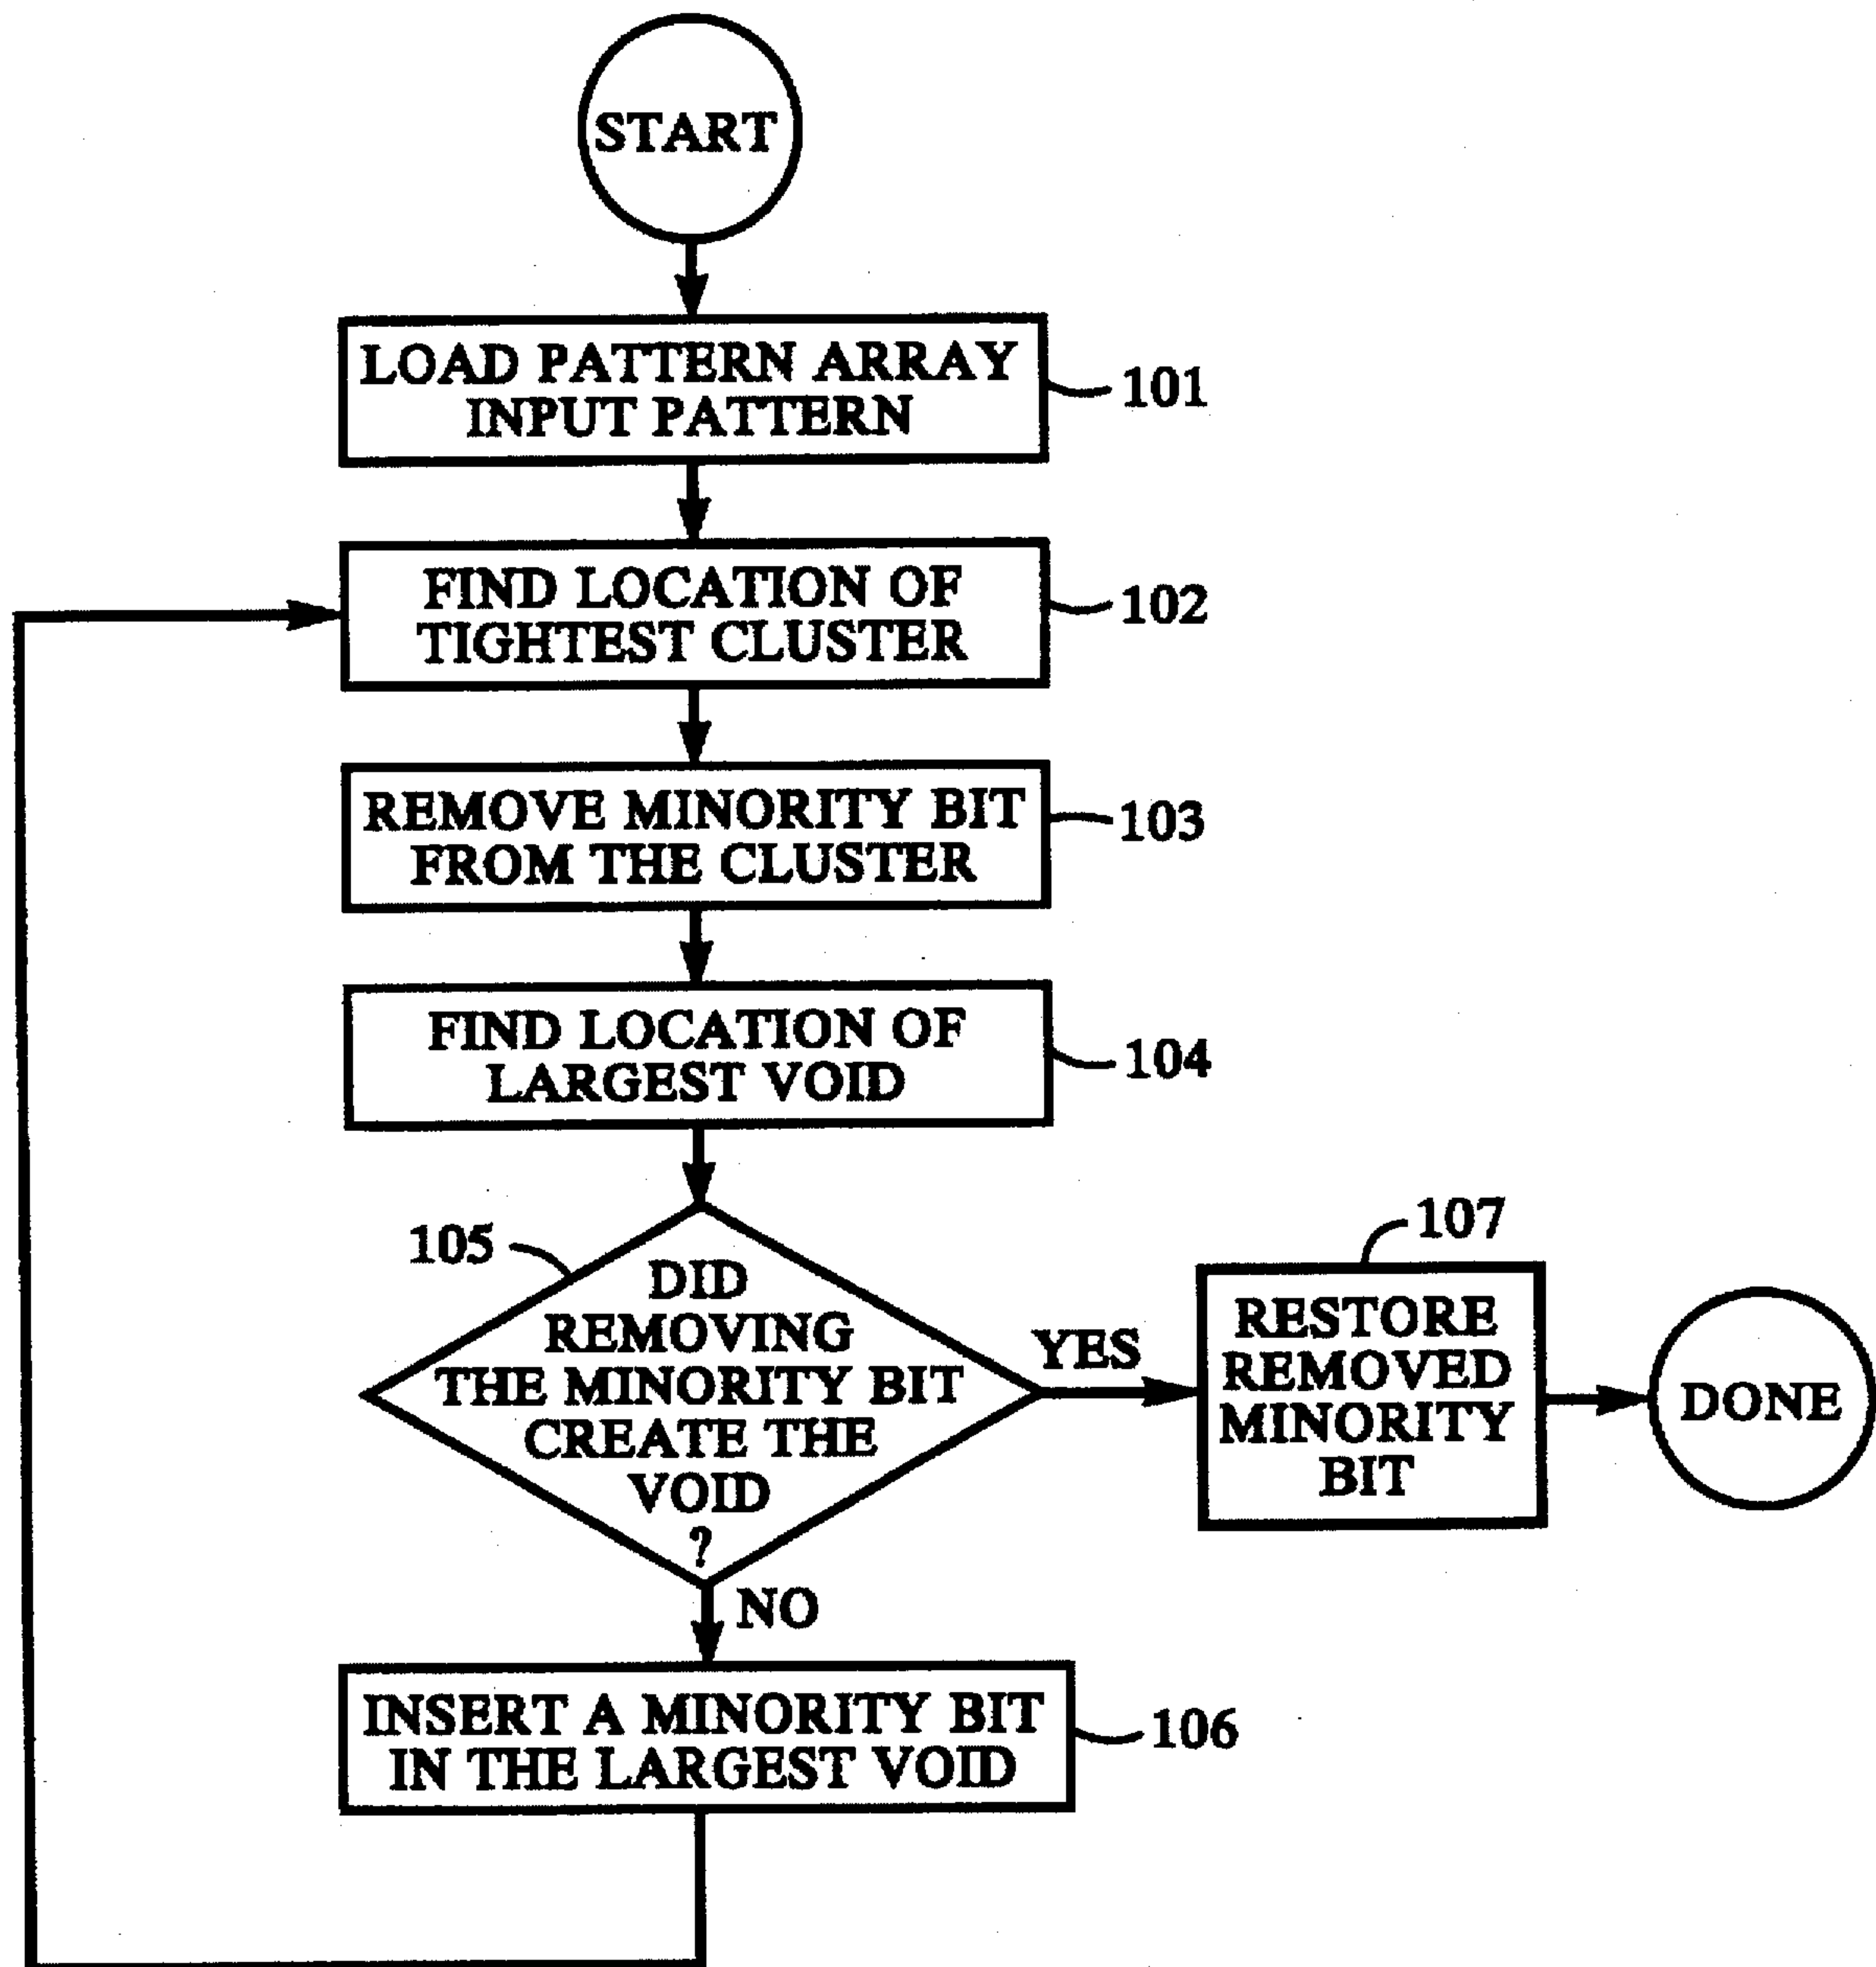 START
LOAD PATTERN ARRAY
INPUT PATTERN
101
FIND LOCATION OF
TIGHTEST CLUSTER
102
REMOVE MINORITY BIT
FROM THE CLUSTER
103
FIND LOCATION OF
LARGEST VOID
104
105
DID
REMOVING
THE MINORITY BIT
CREATE THE
VOID
?
YES
107
RESTORE
REMOVED
MINORITY
BIT
DONE
NO
INSERT A MINORITY BIT
IN THE LARGEST VOID
106